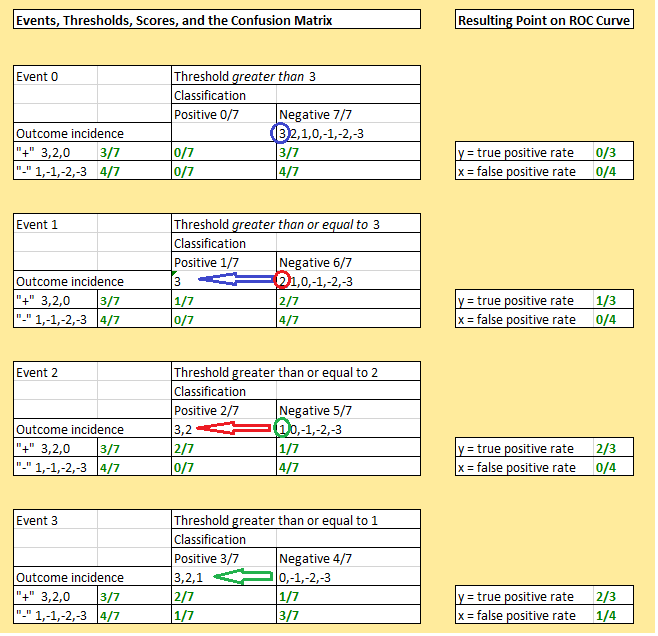 Events, Thresholds, Scores, and the Confusion Matrix
Resulting Point on ROC Curve
Event 0 Threshold greater than 3
Classification
Positive 0/7 Negative 7/7
Outcome incidence 3,2,1,0,-1,-2,-3
"+" 3,2,0 3/7 0/7 3/7 y = true positive rate 0/3
"-" 1,-1,-2,-3 4/7 0/7 4/7 x = false positive rate 0/4
Event 1 Threshold greater than or equal to 3
Classification
Positive 1/7 Negative 6/7
Outcome incidence 3 2,1,0,-1,-2,-3
"+" 3,2,0 3/7 1/7 2/7 y = true positive rate 1/3
"-" 1,-1,-2,-3 4/7 0/7 4/7 x = false positive rate 0/4
Event 2 Threshold greater than or equal to 2
Classification
Positive 2/7 Negative 5/7
Outcome incidence 3,2 1,0,-1,-2,-3
"+" 3,2,0 3/7 2/7 1/7 y = true positive rate 2/3
"-" 1,-1,-2,-3 4/7 0/7 4/7 x = false positive rate 0/4
Event 3 Threshold greater than or equal to 1
Classification
Positive 3/7 Negative 4/7
Outcome incidence 3,2,1 0,-1,-2,-3
"+" 3,2,0 3/7 2/7 1/7 y = true positive rate 2/3
"-" 1,-1,-2,-3 4/7 1/7 3/7 x = false positive rate 1/4